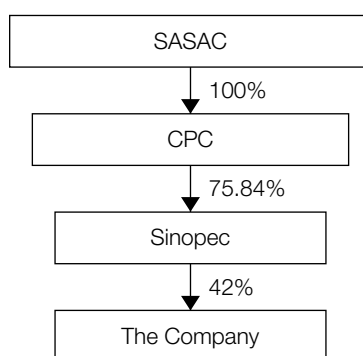 SASAC
100%
CPC
75.84%
Sinopec
42%
The Company